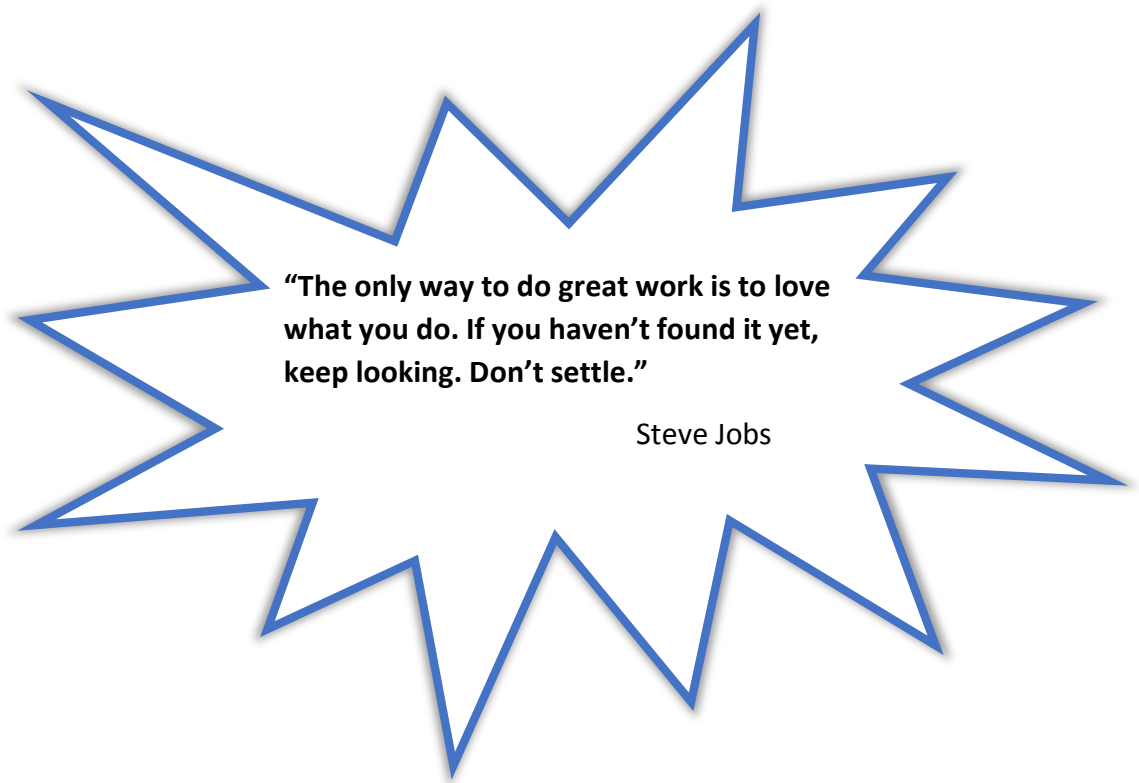 “The only way to do great work is to love
what you do. If you haven’t found it yet,
keep looking. Don’t settle.”
Steve Jobs